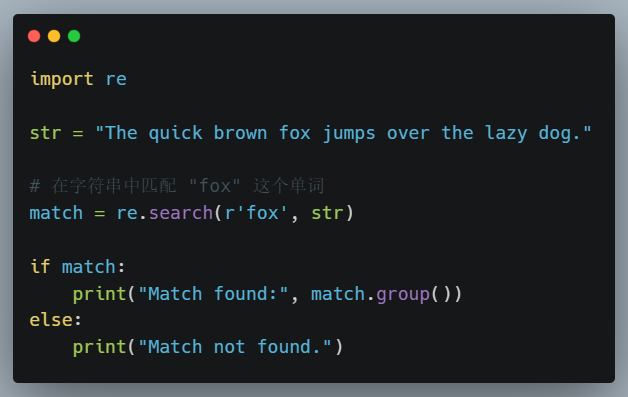 import re
str = "The quick brown fox jumps over the lazy dog."
# 在字符串中匹配 "fox" 这个单词
match = re.search(r'fox', str)
if match:
    print("Match found:", match.group())
else:
    print("Match not found.")